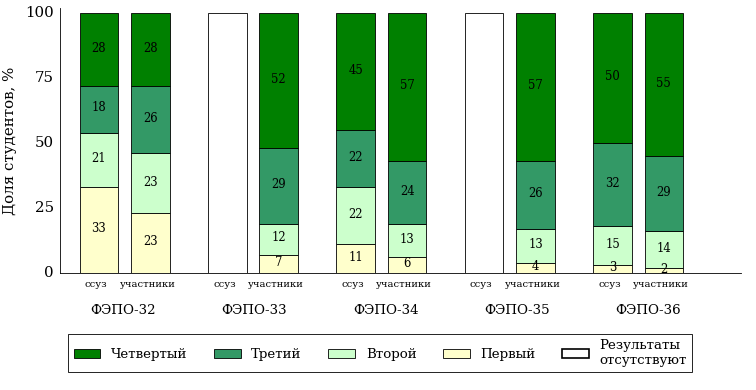 Доля студентов, %
100
75
50
25
0
28 28 52 45 57 57 50 55
18 26 29 22 24 26 32 29
21 23 12 22 13 13 15 14
33 23 7 11 6 4 3 2
ссуз участники ссуз участники ссуз участники ссуз участники ссуз участники
ФЭПО-32 ФЭПО-33 ФЭПО-34 ФЭПО-35 ФЭПО-36
Четвертый Третий Второй Первый Результаты
отсутствуют